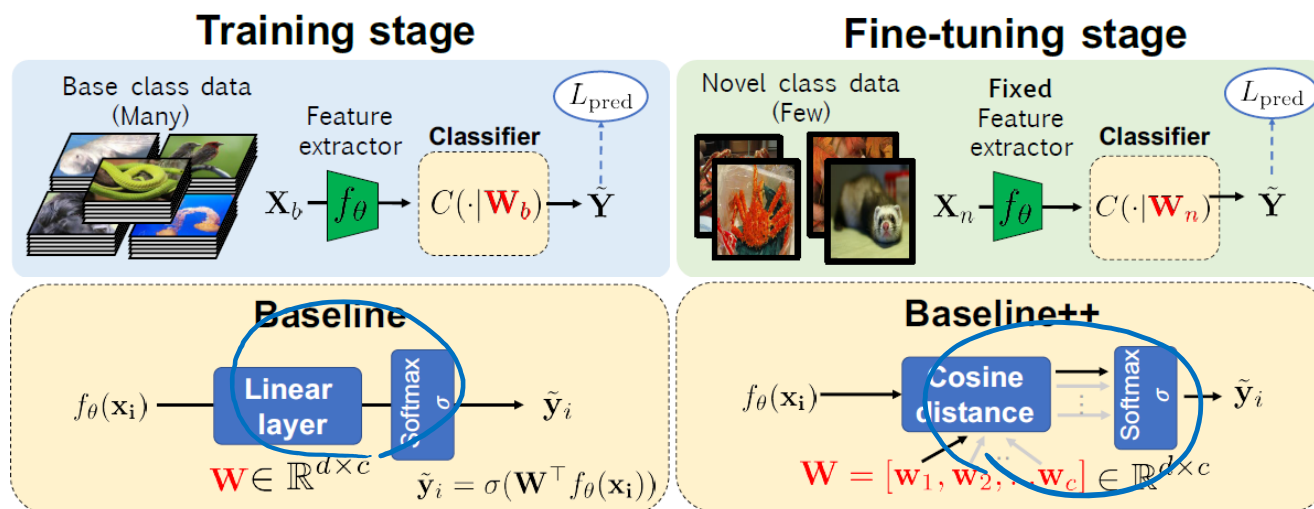 Training stage
Base class data
(Many)
Feature
extractor
Classifier
L_pred
X_b
f_θ
C(·|W_b)
Ỹ
Fine-tuning stage
Novel class data
(Few)
Fixed
Feature
extractor
Classifier
L_pred
X_n
f_θ
C(·|W_n)
Ỹ
Baseline
f_θ(x_i)
Linear
layer
Softmax
σ
ỹ_i
W ∈ ℝ^{d×c}
ỹ_i = σ(W^⊤ f_θ(x_i))
Baseline++
f_θ(x_i)
Cosine
distance
Softmax
σ
ỹ_i
W = [w_1, w_2, ... w_c] ∈ ℝ^{d×c}